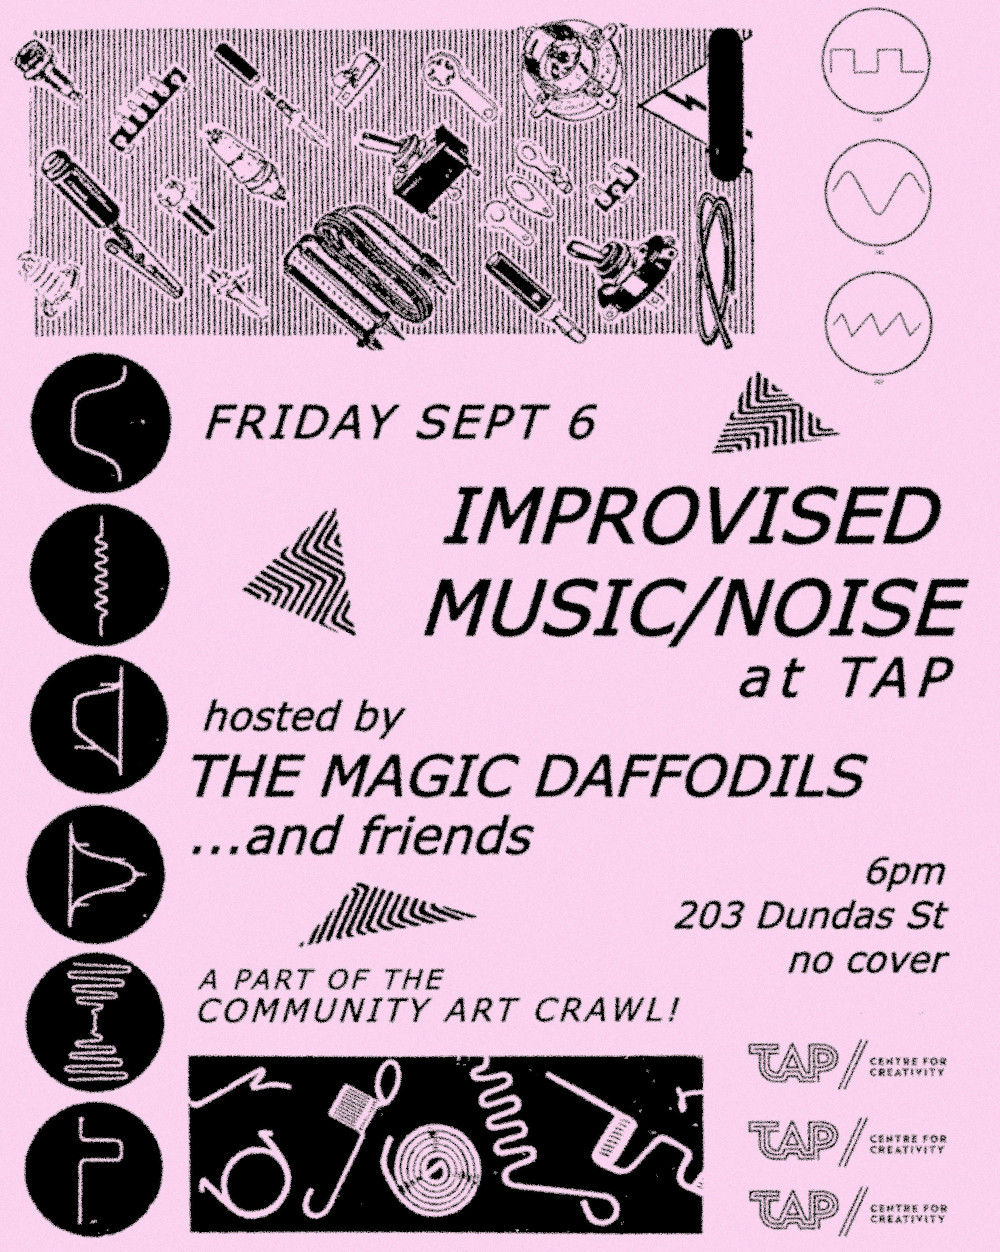 FRIDAY SEPT 6
IMPROVISED
MUSIC/NOISE
at TAP
hosted by
THE MAGIC DAFFODILS
...and friends
6pm
203 Dundas St
no cover
A PART OF THE
COMMUNITY ART CRAWL!
TAP / CENTRE FOR
CREATIVITY
TAP / CENTRE FOR
CREATIVITY
TAP / CENTRE FOR
CREATIVITY